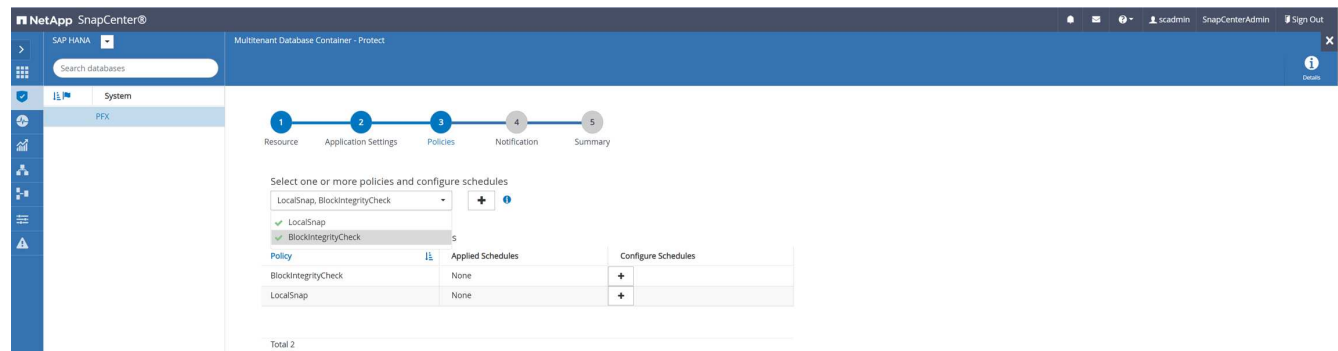 NetApp SnapCenter®
scadmin SnapCenterAdmin Sign Out
SAP HANA
Multitenant Database Container - Protect
Search databases
Details
System
PFX
1 2 3 4 5
Resource Application Settings Policies Notification Summary
Select one or more policies and configure schedules
LocalSnap, BlockIntegrityCheck
LocalSnap
BlockIntegrityCheck
s
Policy Applied Schedules Configure Schedules
BlockIntegrityCheck None
LocalSnap None
Total 2